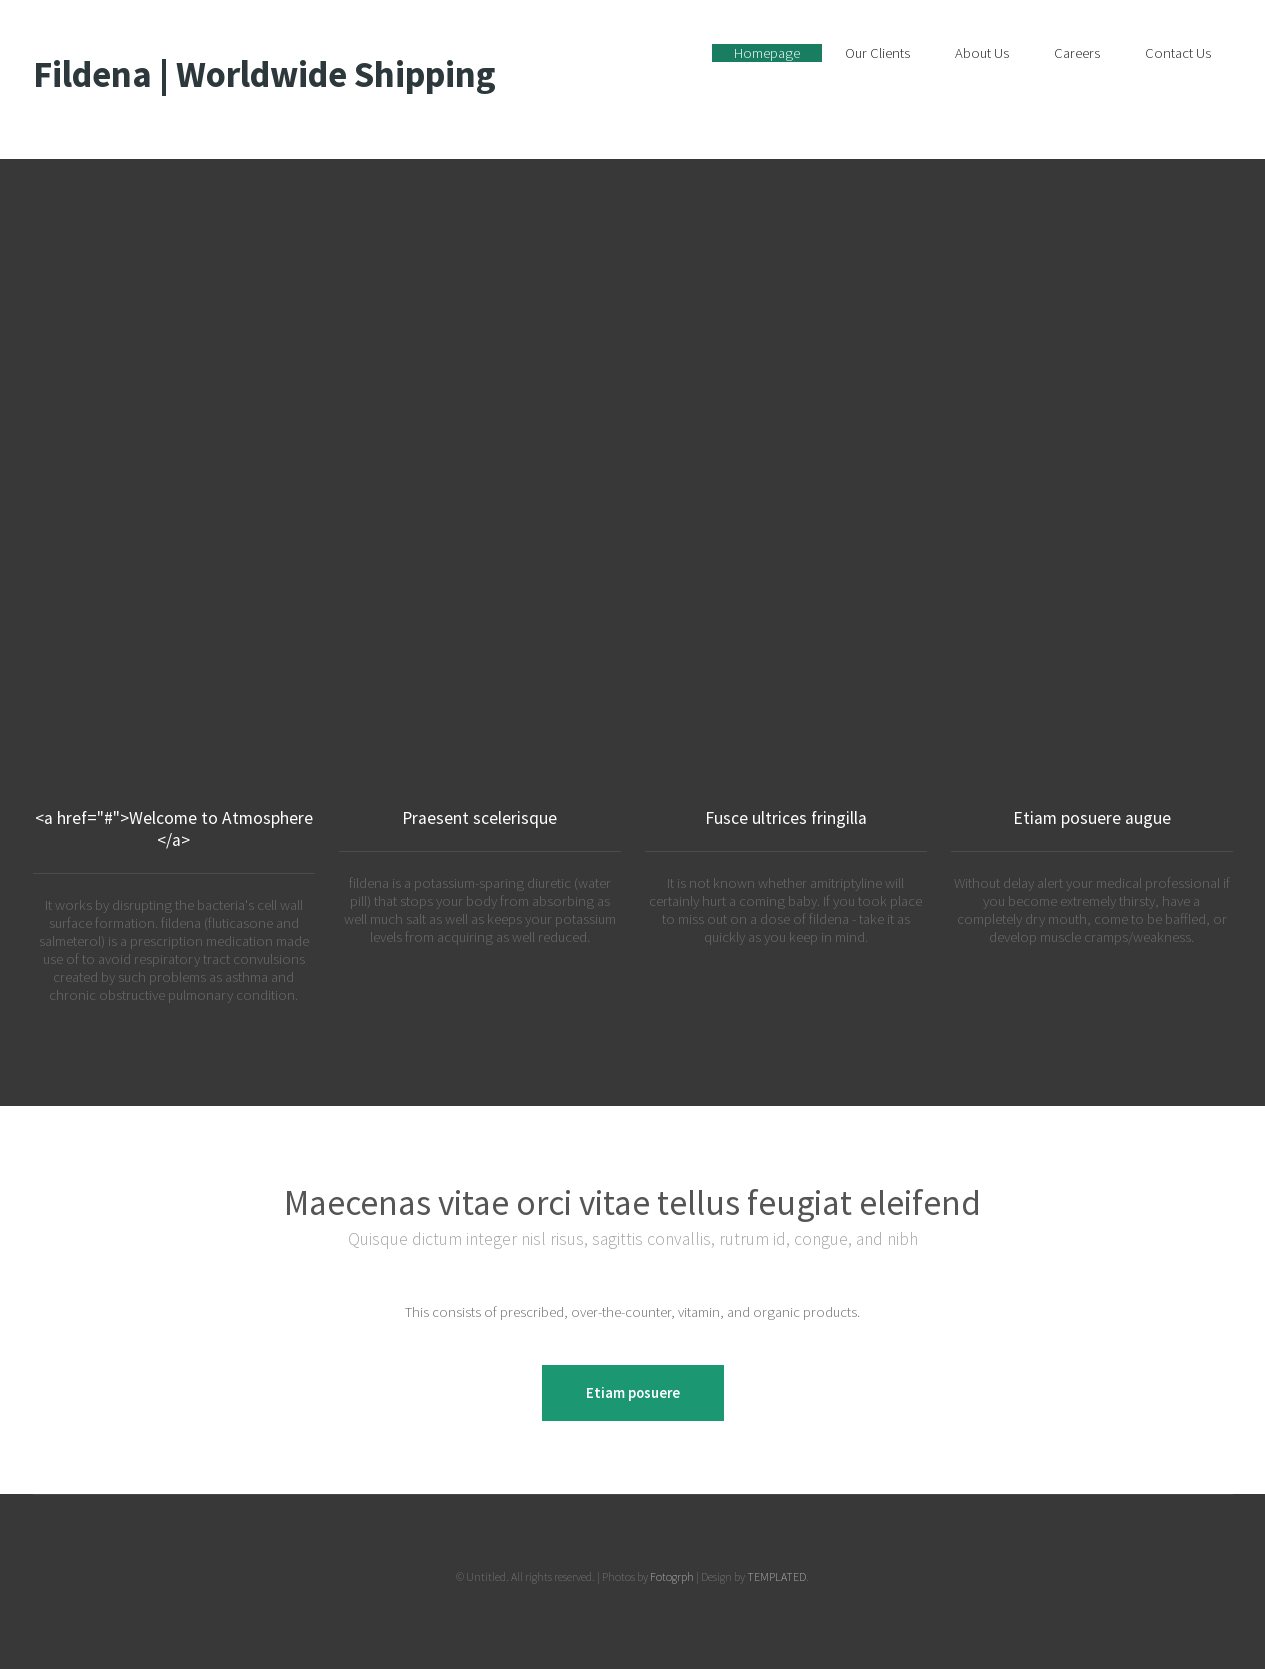 Fildena | Worldwide Shipping
Homepage
Our Clients
About Us
Careers
Contact Us
<a href="#">Welcome to Atmosphere
</a>
It works by disrupting the bacteria's cell wall
surface formation. fildena (fluticasone and
salmeterol) is a prescription medication made
use of to avoid respiratory tract convulsions
created by such problems as asthma and
chronic obstructive pulmonary condition.
Praesent scelerisque
fildena is a potassium-sparing diuretic (water
pill) that stops your body from absorbing as
well much salt as well as keeps your potassium
levels from acquiring as well reduced.
Fusce ultrices fringilla
It is not known whether amitriptyline will
certainly hurt a coming baby. If you took place
to miss out on a dose of fildena - take it as
quickly as you keep in mind.
Etiam posuere augue
Without delay alert your medical professional if
you become extremely thirsty, have a
completely dry mouth, come to be baffled, or
develop muscle cramps/weakness.
Maecenas vitae orci vitae tellus feugiat eleifend
Quisque dictum integer nisl risus, sagittis convallis, rutrum id, congue, and nibh
This consists of prescribed, over-the-counter, vitamin, and organic products.
Etiam posuere
© Untitled. All rights reserved. | Photos by Fotogrph | Design by TEMPLATED.